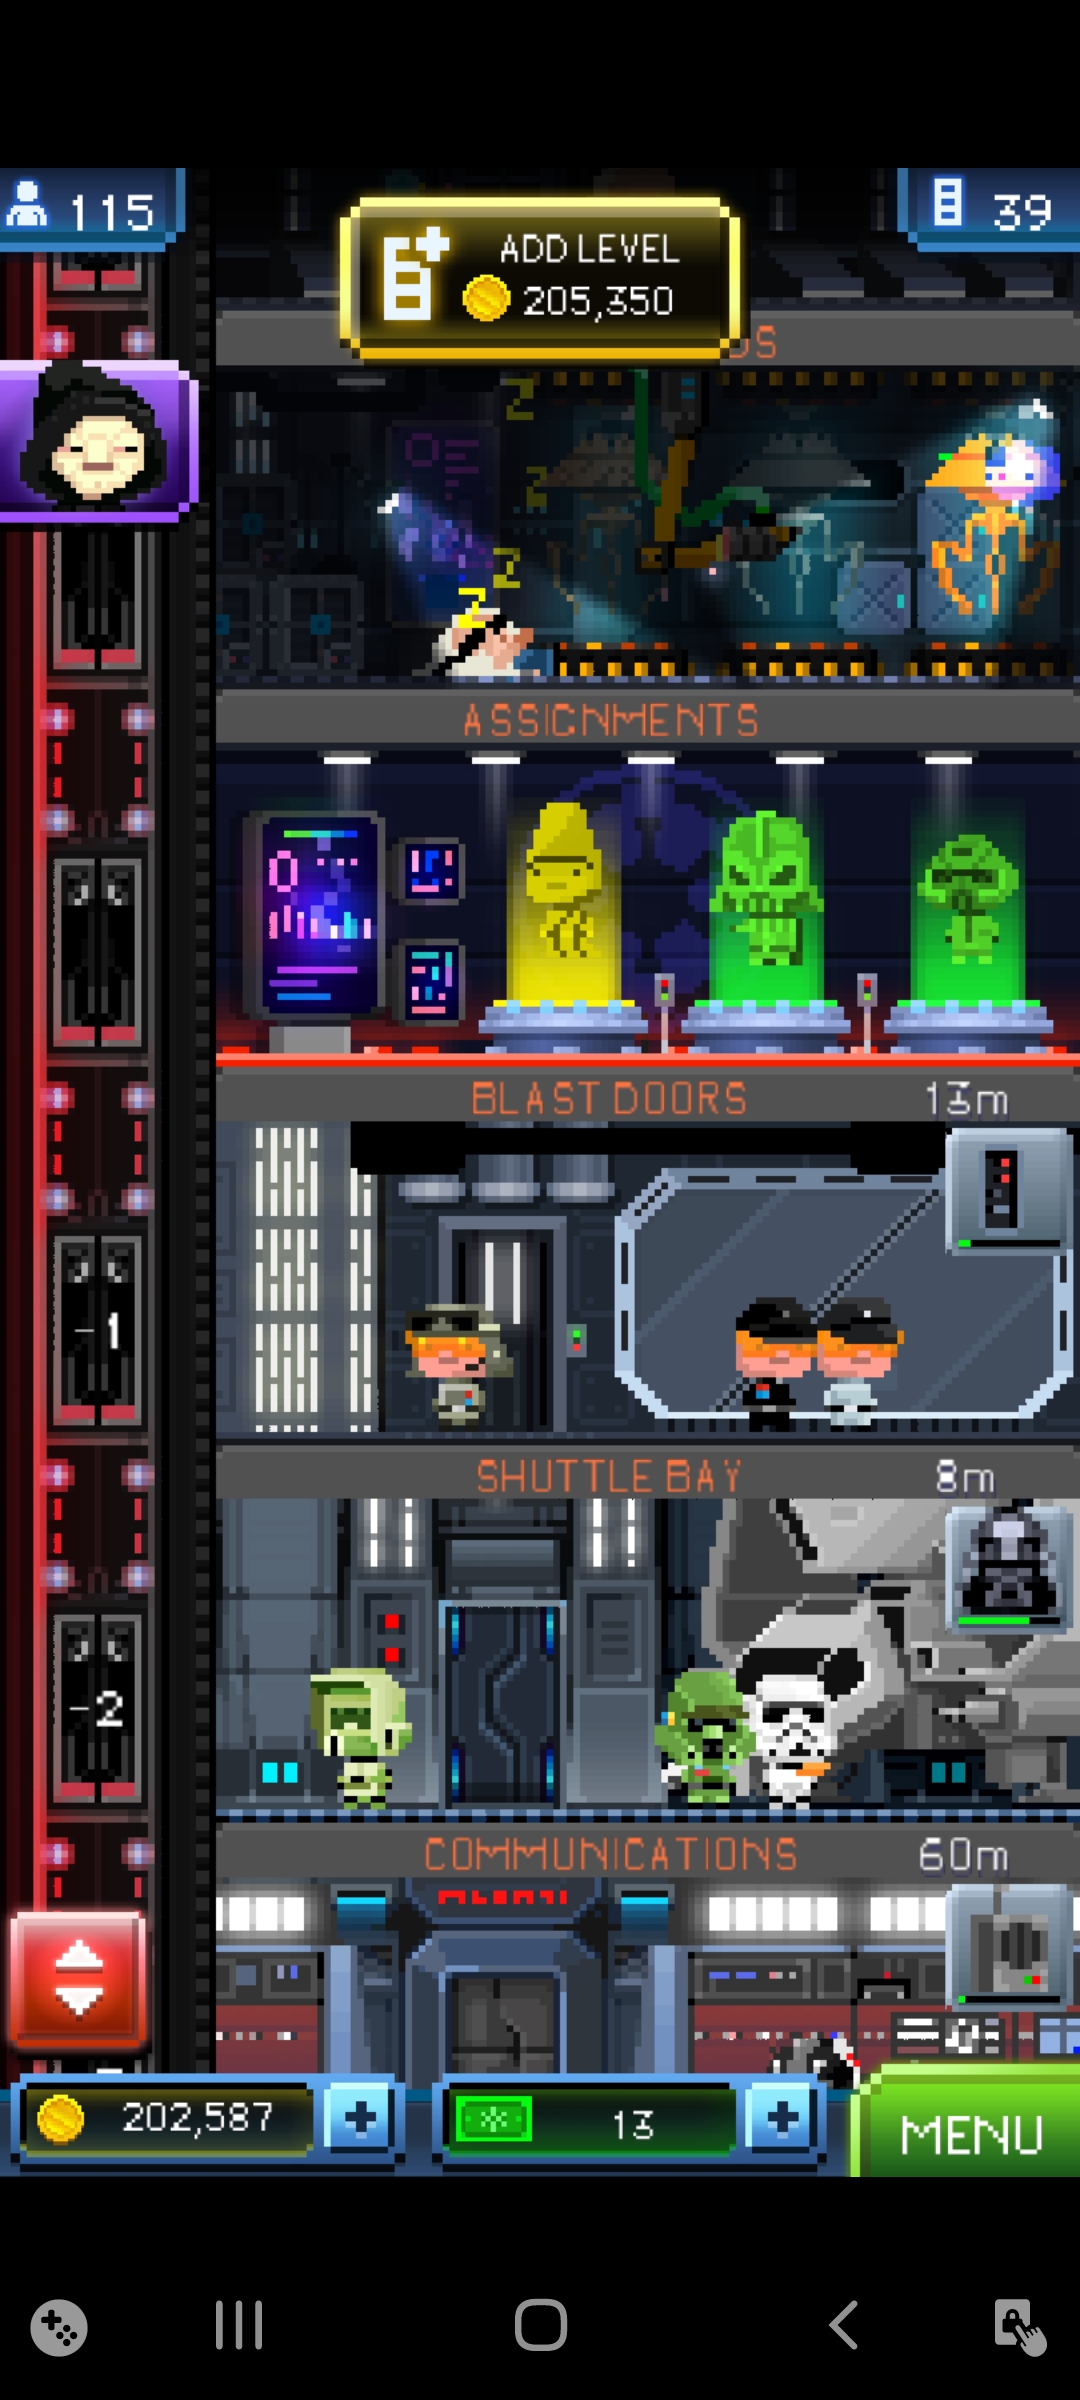 115
ADD LEVEL
205,350
39
DS
Z
Z
Z
Z
ASSIGNMENTS
BLAST DOORS
13m
-1
SHUTTLE BAY
8m
-2
COMMUNICATIONS
60m
202,587
13
MENU